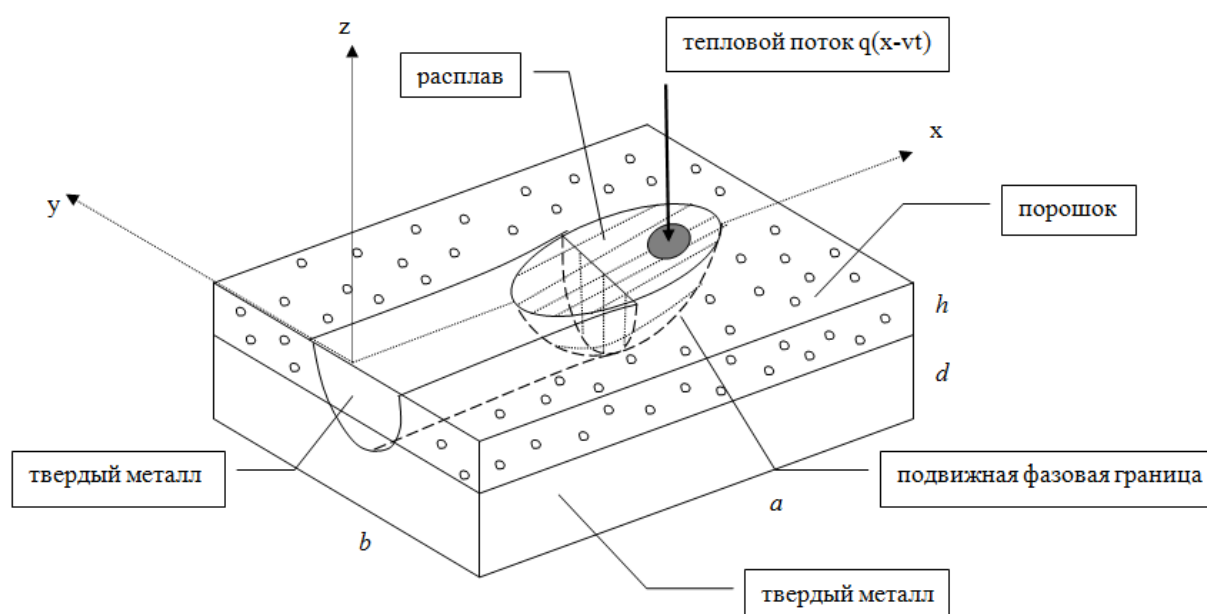 z
тепловой поток q(x-vt)
расплав
x
y
порошок
h
d
твердый металл
подвижная фазовая граница
a
b
твердый металл